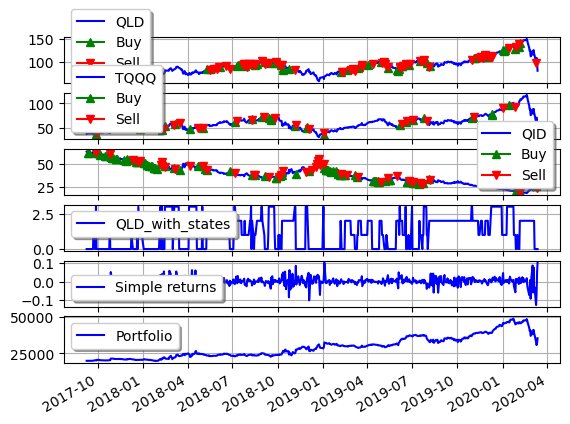 QLD
Buy
Sell
150
100
TQQQ
Buy
Sell
100
50
QID
Buy
Sell
50
25
QLD_with_states
2.5
0.0
Simple returns
0.1
0.0
−0.1
Portfolio
50000
25000
2017-10 2018-01 2018-04 2018-07 2018-10 2019-01 2019-04 2019-07 2019-10 2020-01 2020-04